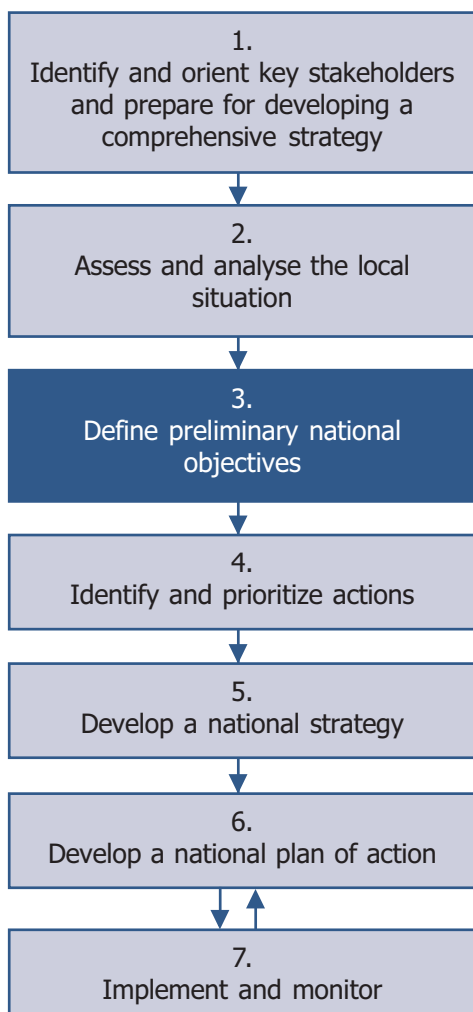 1.
Identify and orient key stakeholders
and prepare for developing a
comprehensive strategy
2.
Assess and analyse the local
situation
3.
Define preliminary national
objectives
4.
Identify and prioritize actions
5.
Develop a national strategy
6.
Develop a national plan of action
7.
Implement and monitor